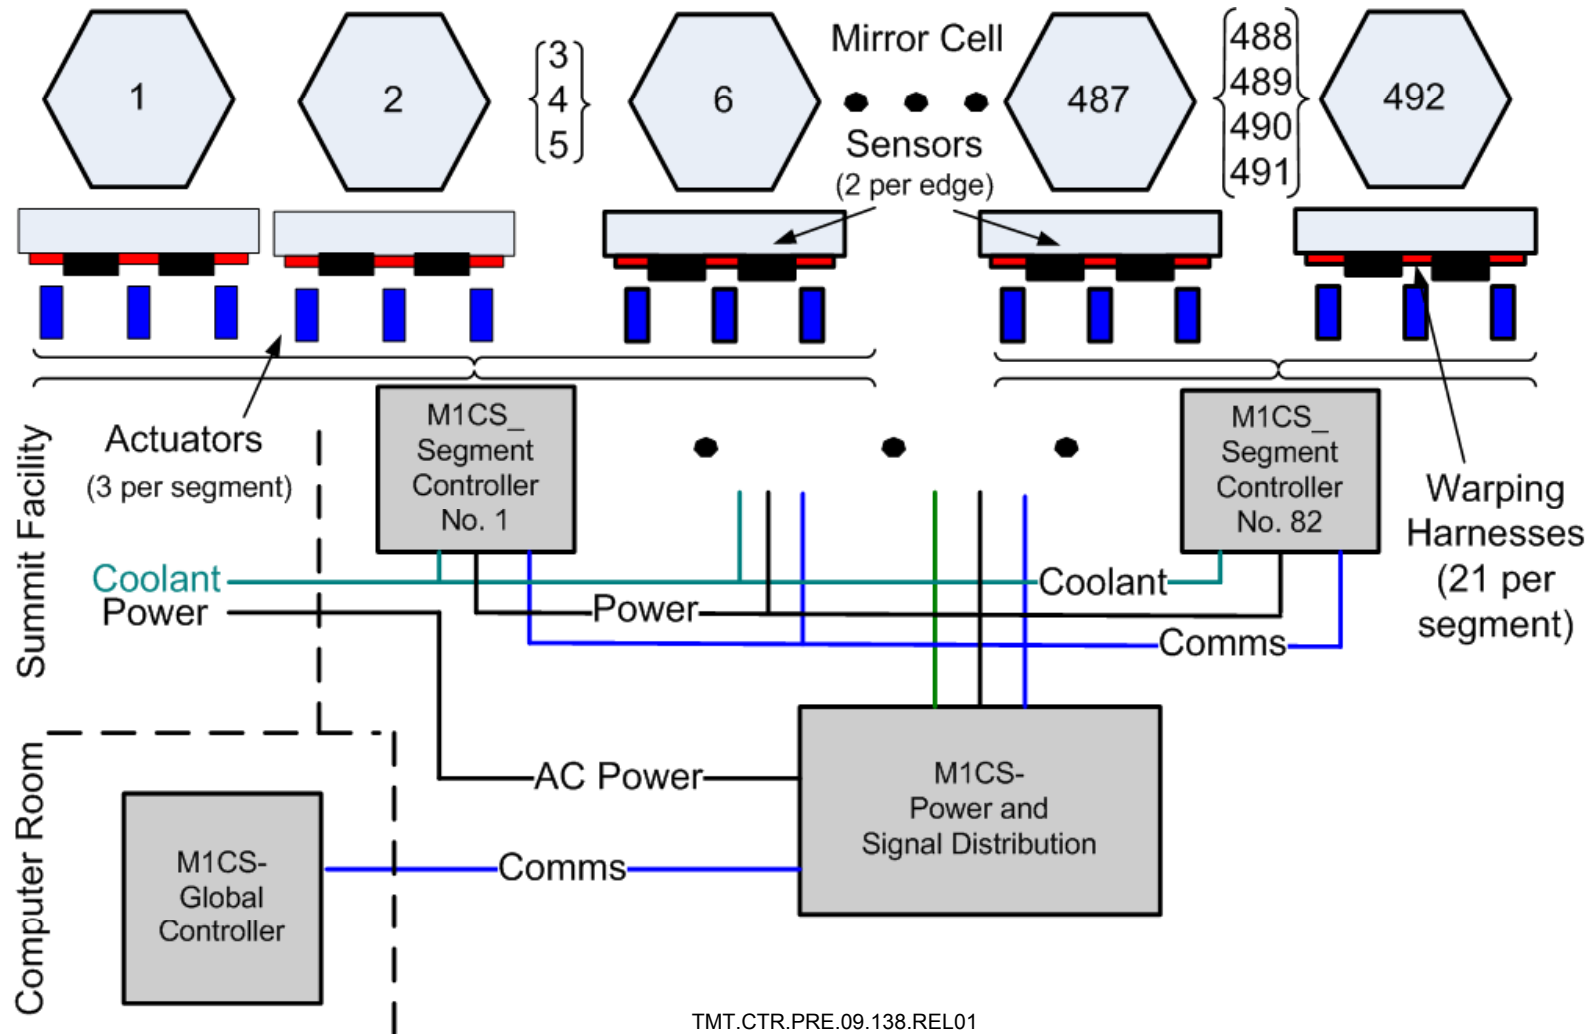 1
2
3
4
5
6
Mirror Cell
487
488
489
490
491
492
Sensors
(2 per edge)
Actuators
(3 per segment)
M1CS_
Segment
Controller
No. 1
M1CS_
Segment
Controller
No. 82
Warping
Harnesses
(21 per
segment)
Summit Facility
Coolant
Power
Coolant
Power
Comms
AC Power
M1CS-
Power and
Signal Distribution
Computer Room
M1CS-
Global
Controller
Comms
TMT.CTR.PRE.09.138.REL01